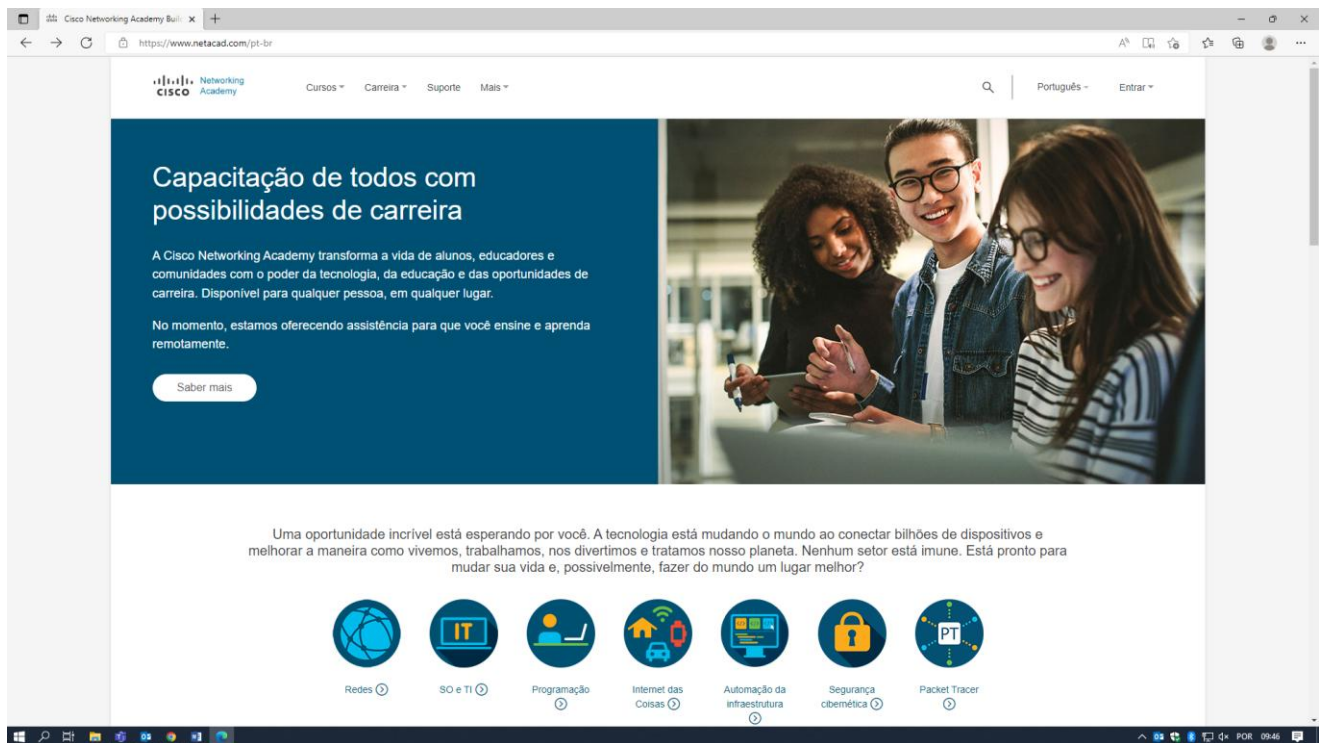 Cisco Networking Academy Buil
https://www.netacad.com/pt-br
CISCO
Networking
Academy
Cursos
Carreira
Suporte
Mais
Português
Entrar
Capacitação de todos com
possibilidades de carreira
A Cisco Networking Academy transforma a vida de alunos, educadores e
comunidades com o poder da tecnologia, da educação e das oportunidades de
carreira. Disponível para qualquer pessoa, em qualquer lugar.
No momento, estamos oferecendo assistência para que você ensine e aprenda
remotamente.
Saber mais
Uma oportunidade incrível está esperando por você. A tecnologia está mudando o mundo ao conectar bilhões de dispositivos e
melhorar a maneira como vivemos, trabalhamos, nos divertimos e tratamos nosso planeta. Nenhum setor está imune. Está pronto para
mudar sua vida e, possivelmente, fazer do mundo um lugar melhor?
IT
PT
Redes
SO e TI
Programação
Internet das
Coisas
Automação da
infraestrutura
Segurança
cibernética
Packet Tracer
POR
09:46